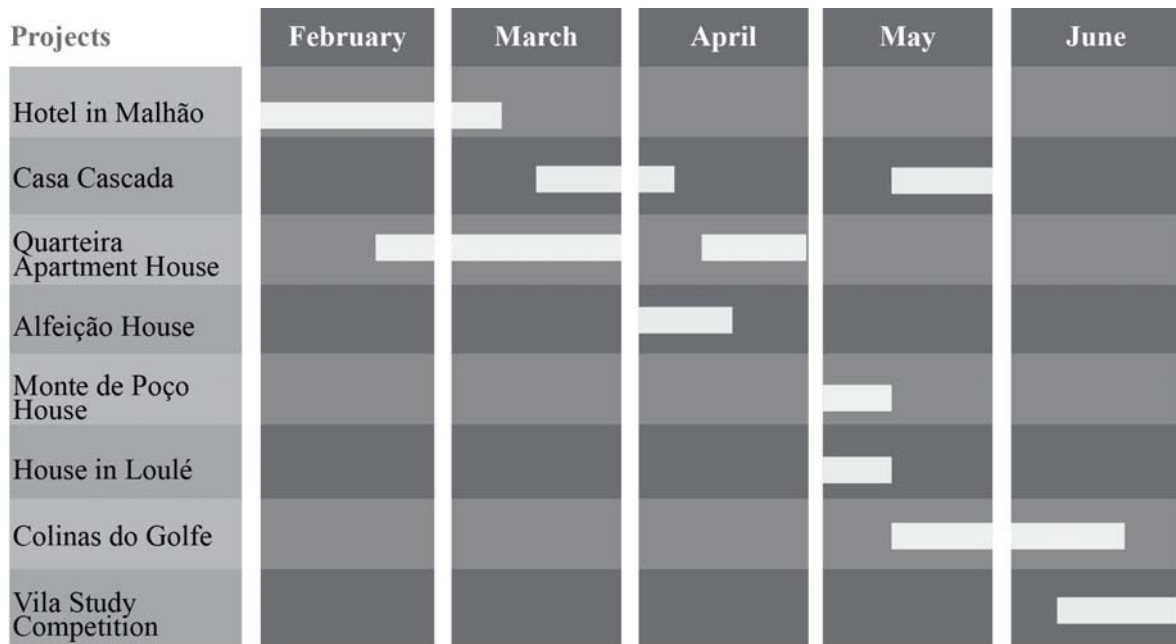 Projects February March April May June
Hotel in Malhão
Casa Cascada
Quarteira
Apartment House
Alfeição House
Monte de Poço
House
House in Loulé
Colinas do Golfe
Vila Study
Competition